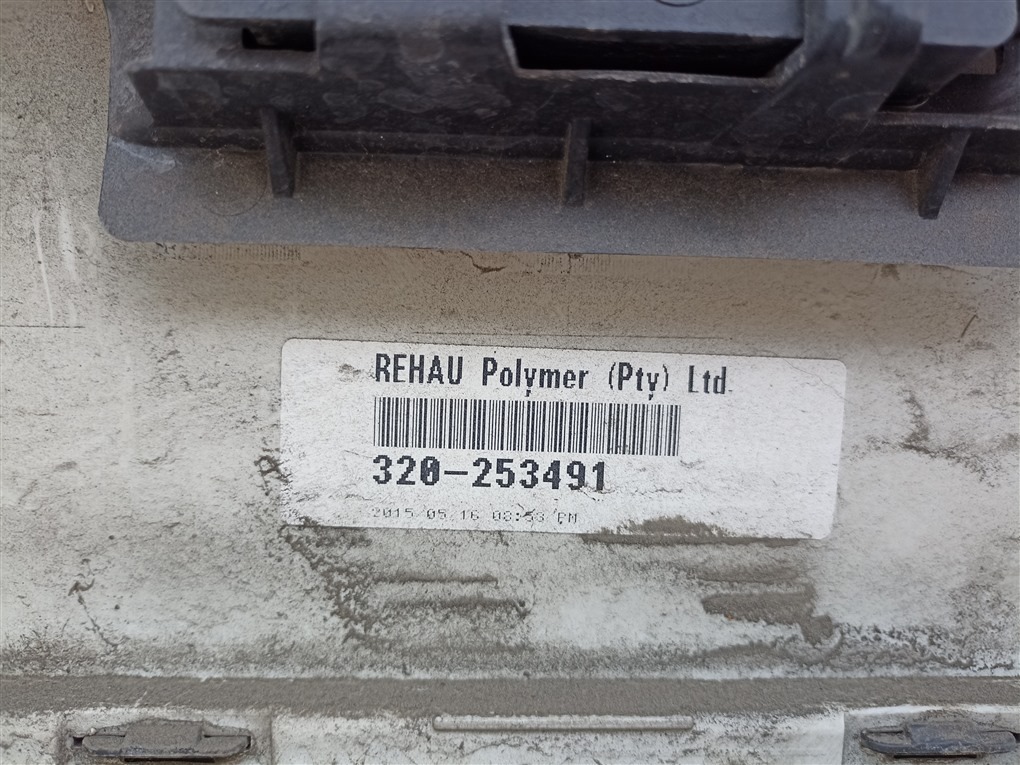 REHAU Polymer (Pty) Ltd
320-253491
2015/05/16 08:53 PM